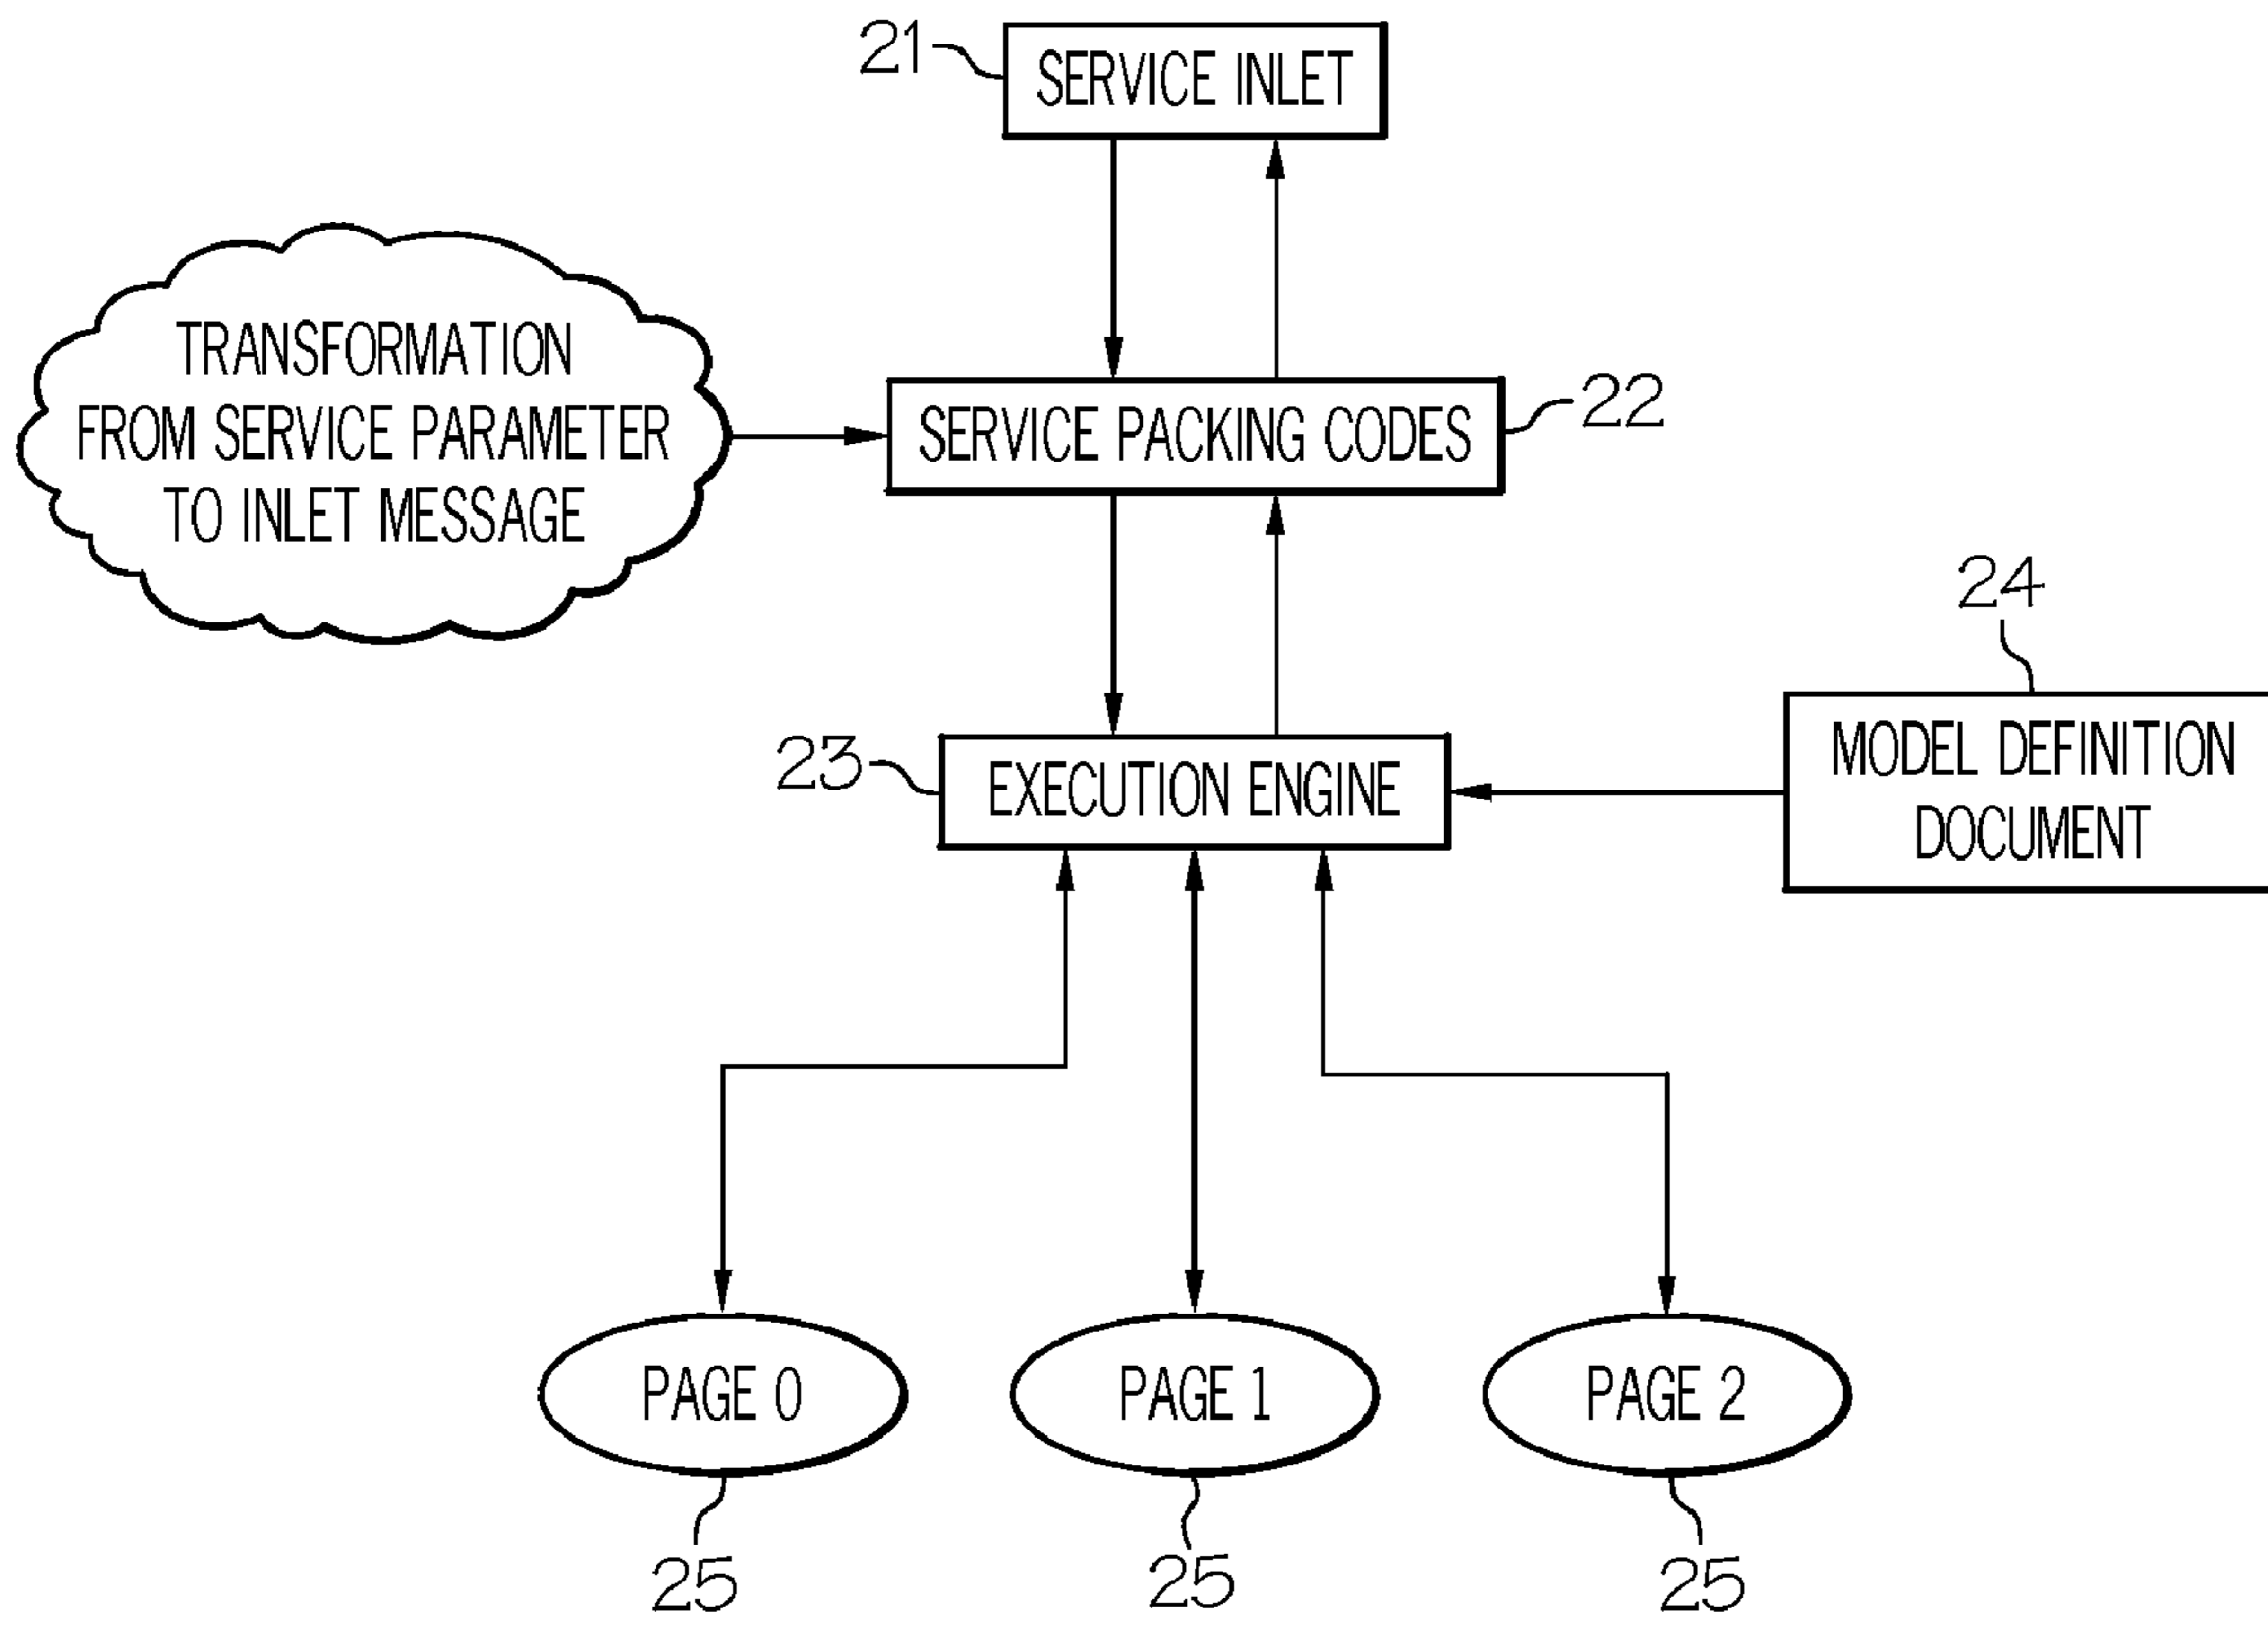 21
SERVICE INLET
TRANSFORMATION
FROM SERVICE PARAMETER
TO INLET MESSAGE
SERVICE PACKING CODES
22
24
23
EXECUTION ENGINE
MODEL DEFINITION
DOCUMENT
PAGE 0
PAGE 1
PAGE 2
25
25
25